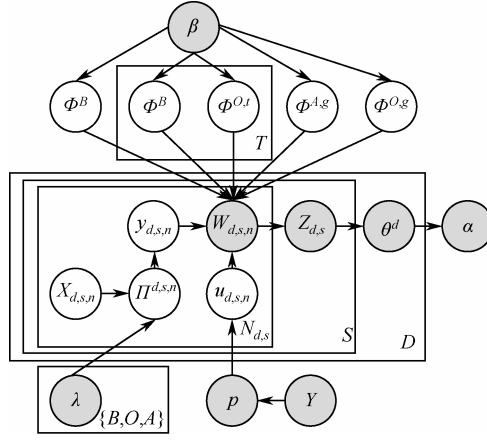 β
Φ^B Φ^B Φ^{O,t} Φ^{A,g} Φ^{O,g}
T
y_{d,s,n} W_{d,s,n} Z_{d,s} θ^d α
X_{d,s,n} Π^{d,s,n} u_{d,s,n}
N_{d,s} S D
λ {B,O,A} p Y